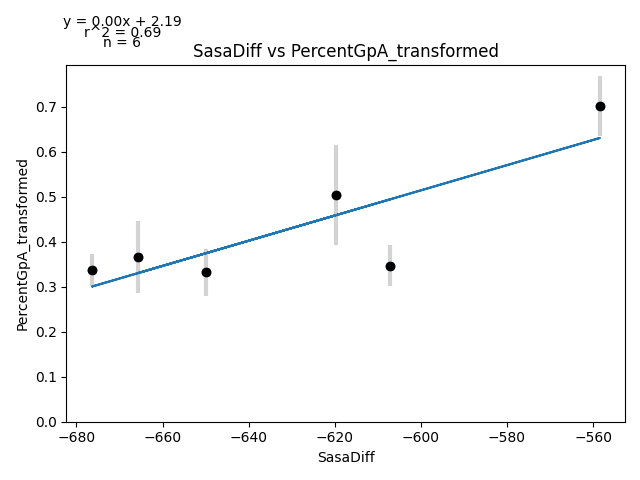 y = 0.00x + 2.19
r^2 = 0.69
n = 6
SasaDiff vs PercentGpA_transformed
PercentGpA_transformed
0.7
0.6
0.5
0.4
0.3
0.2
0.1
0.0
−680 −660 −640 −620 −600 −580 −560
SasaDiff